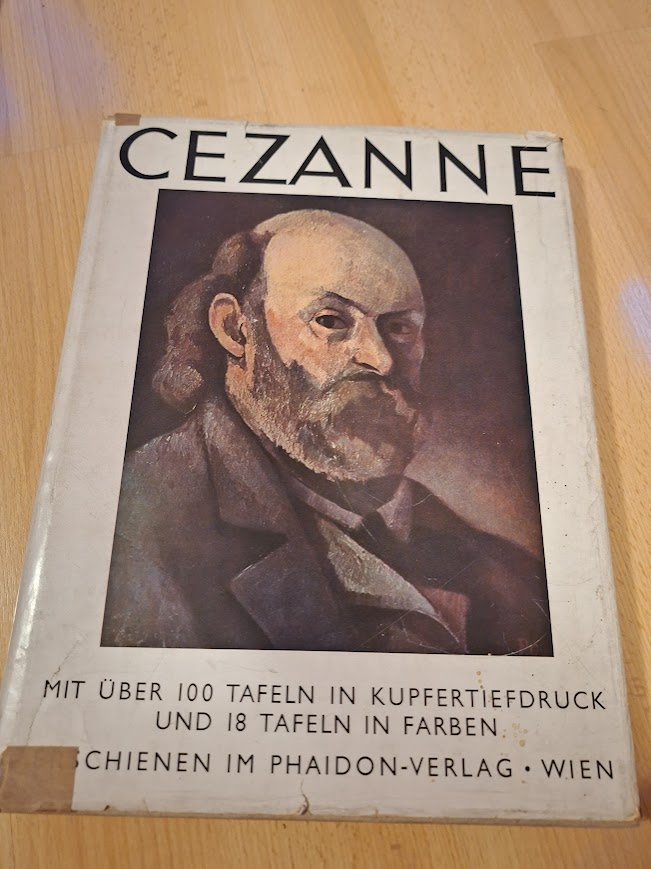 CEZANNE
MIT ÜBER 100 TAFELN IN KUPFERTIEFDRUCK
UND 18 TAFELN IN FARBEN
SCHIENEN IM PHAIDON-VERLAG • WIEN